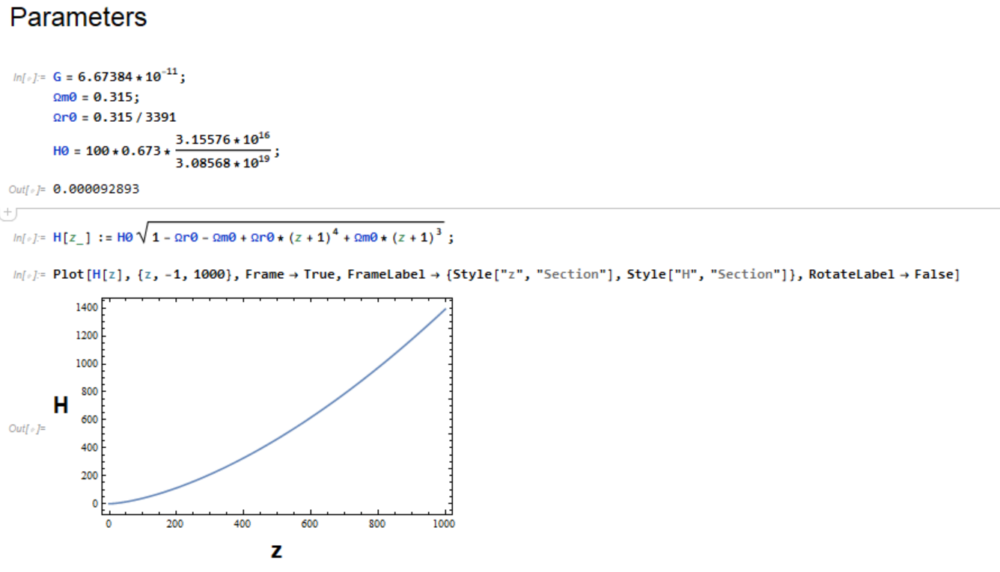 Parameters
In[◦]:= G = 6.67384 * 10^-11;
Ωm0 = 0.315;
Ωr0 = 0.315 / 3391
H0 = 100 * 0.673 * (3.15576 * 10^16)/(3.08568 * 10^19);
Out[◦]= 0.000092893
+
In[◦]:= H[z_] := H0 √(1 - Ωr0 - Ωm0 + Ωr0 * (z + 1)^4 + Ωm0 * (z + 1)^3);
In[◦]:= Plot[H[z], {z, -1, 1000}, Frame → True, FrameLabel → {Style["z", "Section"], Style["H", "Section"]}, RotateLabel → False]
1400
1200
1000
800
H
600
Out[◦]=
400
200
0
0 200 400 600 800 1000
z